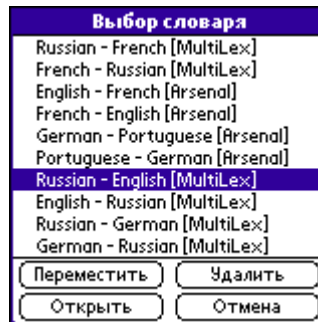 Выбор словаря
Russian - French [MultiLex]
French - Russian [MultiLex]
English - French [Arsenal]
French - English [Arsenal]
German - Portuguese [Arsenal]
Portuguese - German [Arsenal]
Russian - English [MultiLex]
English - Russian [MultiLex]
Russian - German [MultiLex]
German - Russian [MultiLex]
Переместить Удалить
Открыть Отмена